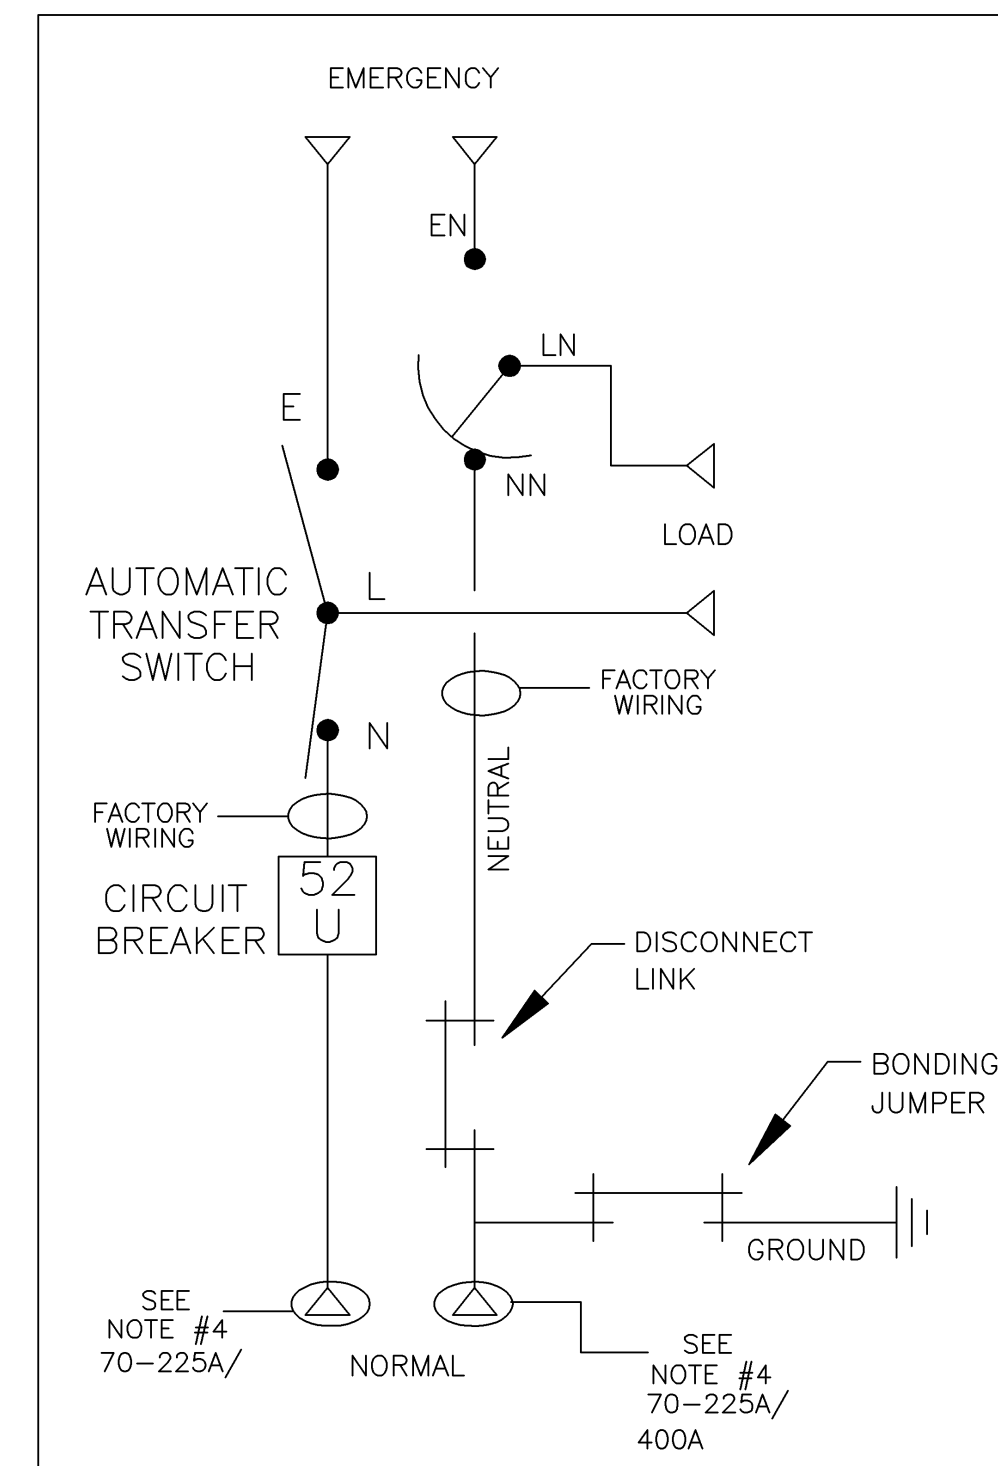 EMERGENCY
EN
LN
E
NN
LOAD
AUTOMATIC
TRANSFER
SWITCH
L
FACTORY
WIRING
N
NEUTRAL
FACTORY
WIRING
52
U
CIRCUIT
BREAKER
DISCONNECT
LINK
BONDING
JUMPER
GROUND
SEE
NOTE #4
70-225A/
NORMAL
SEE
NOTE #4
70-225A/
400A